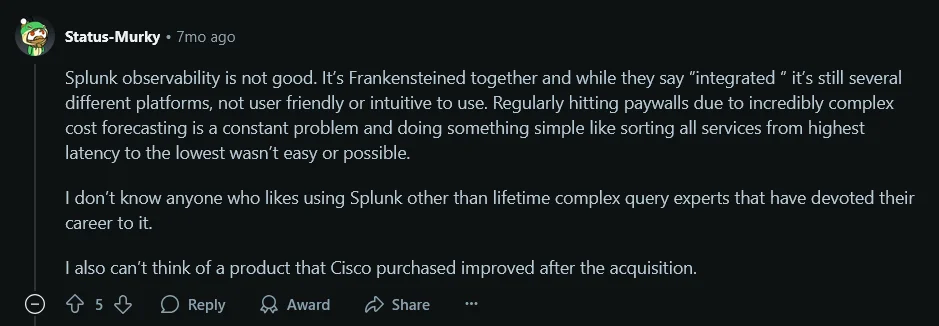 Status-Murky • 7mo ago
Splunk observability is not good. It’s Frankensteined together and while they say “integrated “ it’s still several
different platforms, not user friendly or intuitive to use. Regularly hitting paywalls due to incredibly complex
cost forecasting is a constant problem and doing something simple like sorting all services from highest
latency to the lowest wasn’t easy or possible.
I don’t know anyone who likes using Splunk other than lifetime complex query experts that have devoted their
career to it.
I also can’t think of a product that Cisco purchased improved after the acquisition.
5 Reply Award Share ...